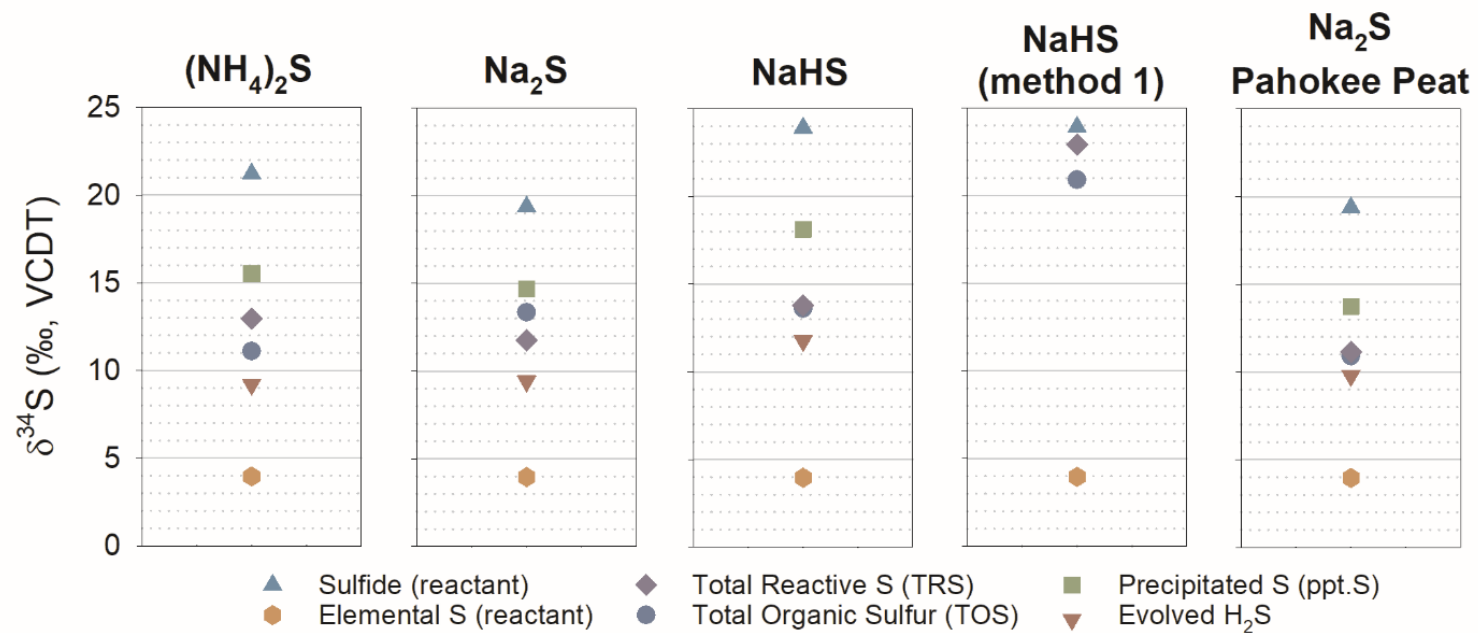 (NH₄)₂S
Na₂S
NaHS
NaHS
(method 1)
Na₂S
Pahokee Peat
δ³⁴S (‰, VCDT)
25
20
15
10
5
0
Sulfide (reactant)
Total Reactive S (TRS)
Precipitated S (ppt.S)
Elemental S (reactant)
Total Organic Sulfur (TOS)
Evolved H₂S